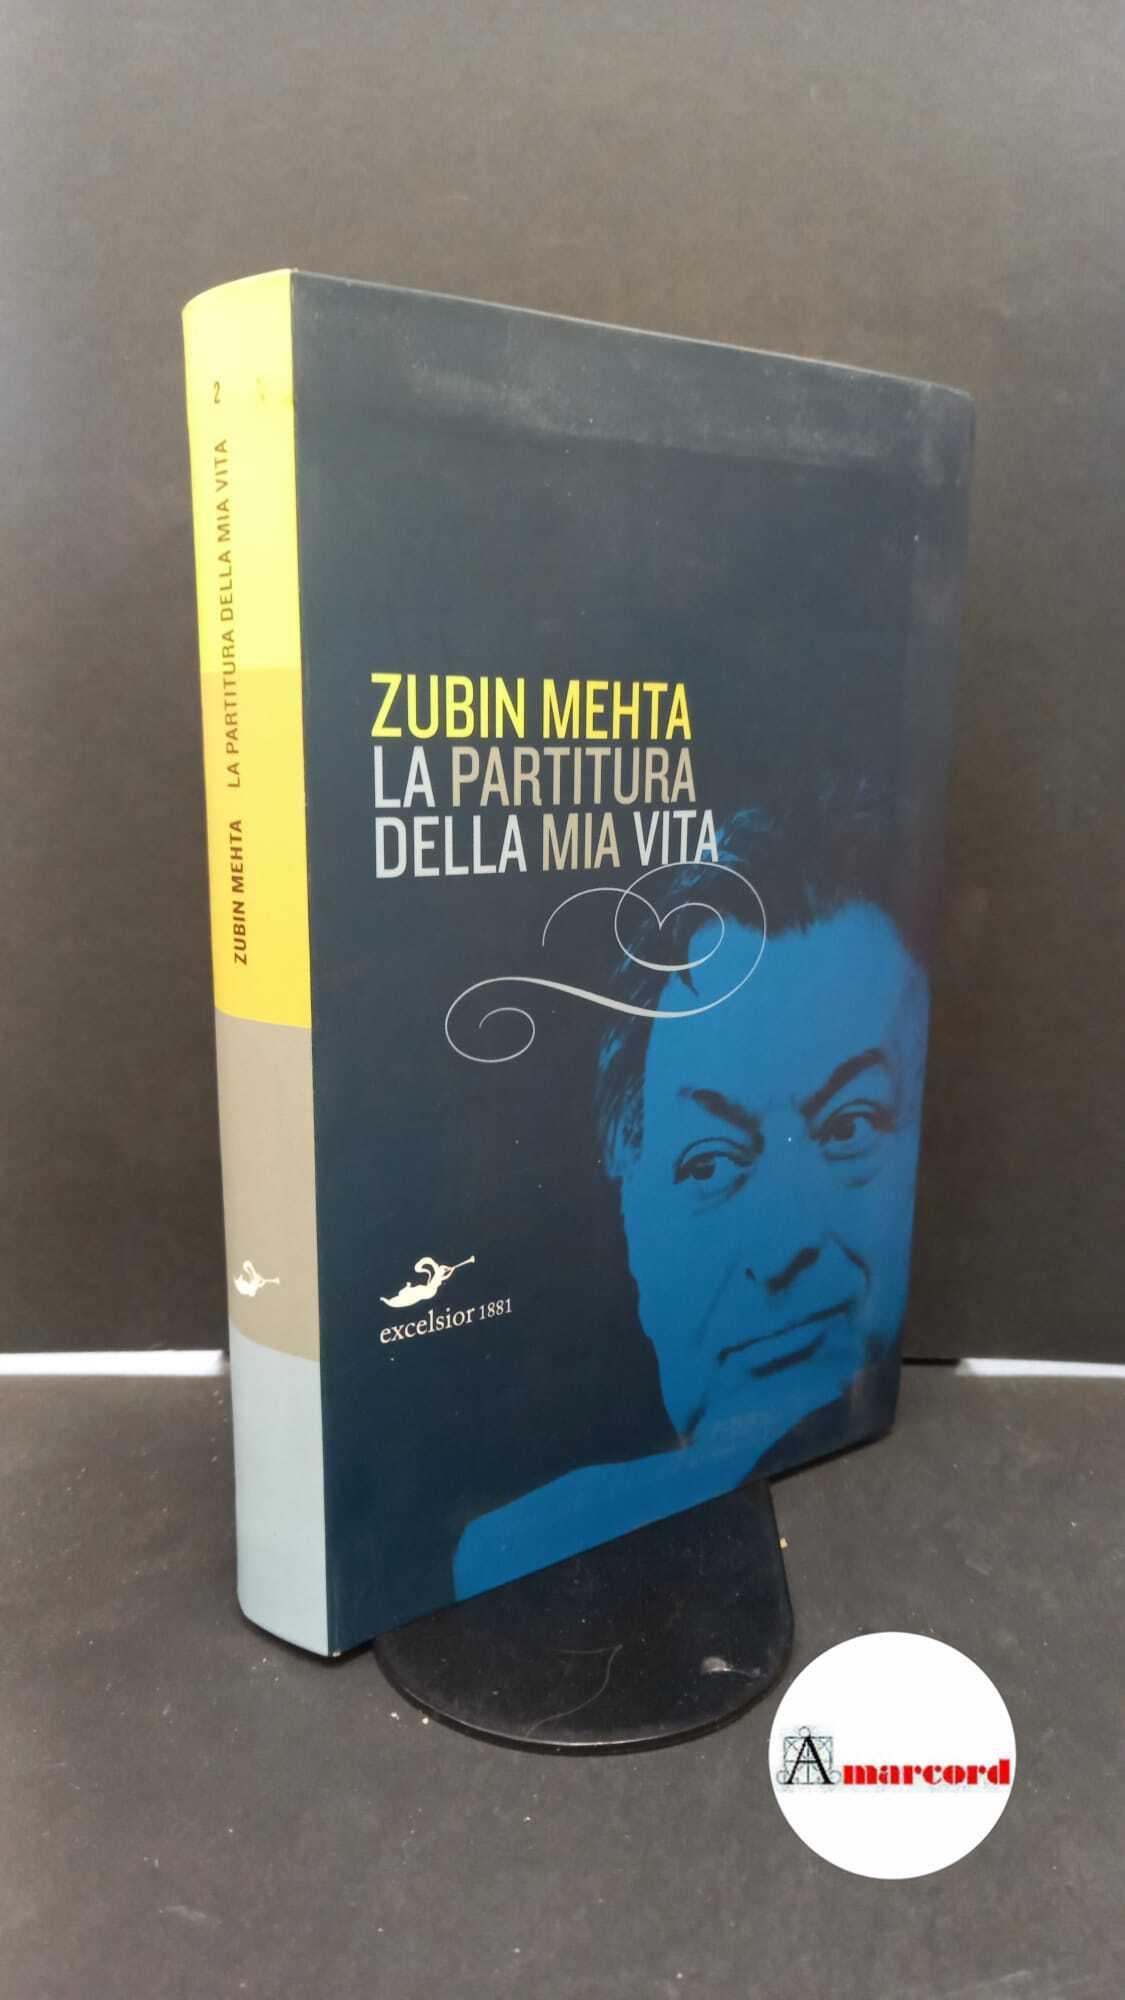 2
ZUBIN MEHTA LA PARTITURA DELLA MIA VITA
ZUBIN MEHTA
LA PARTITURA
DELLA MIA VITA
excelsior 1881
Amarcord